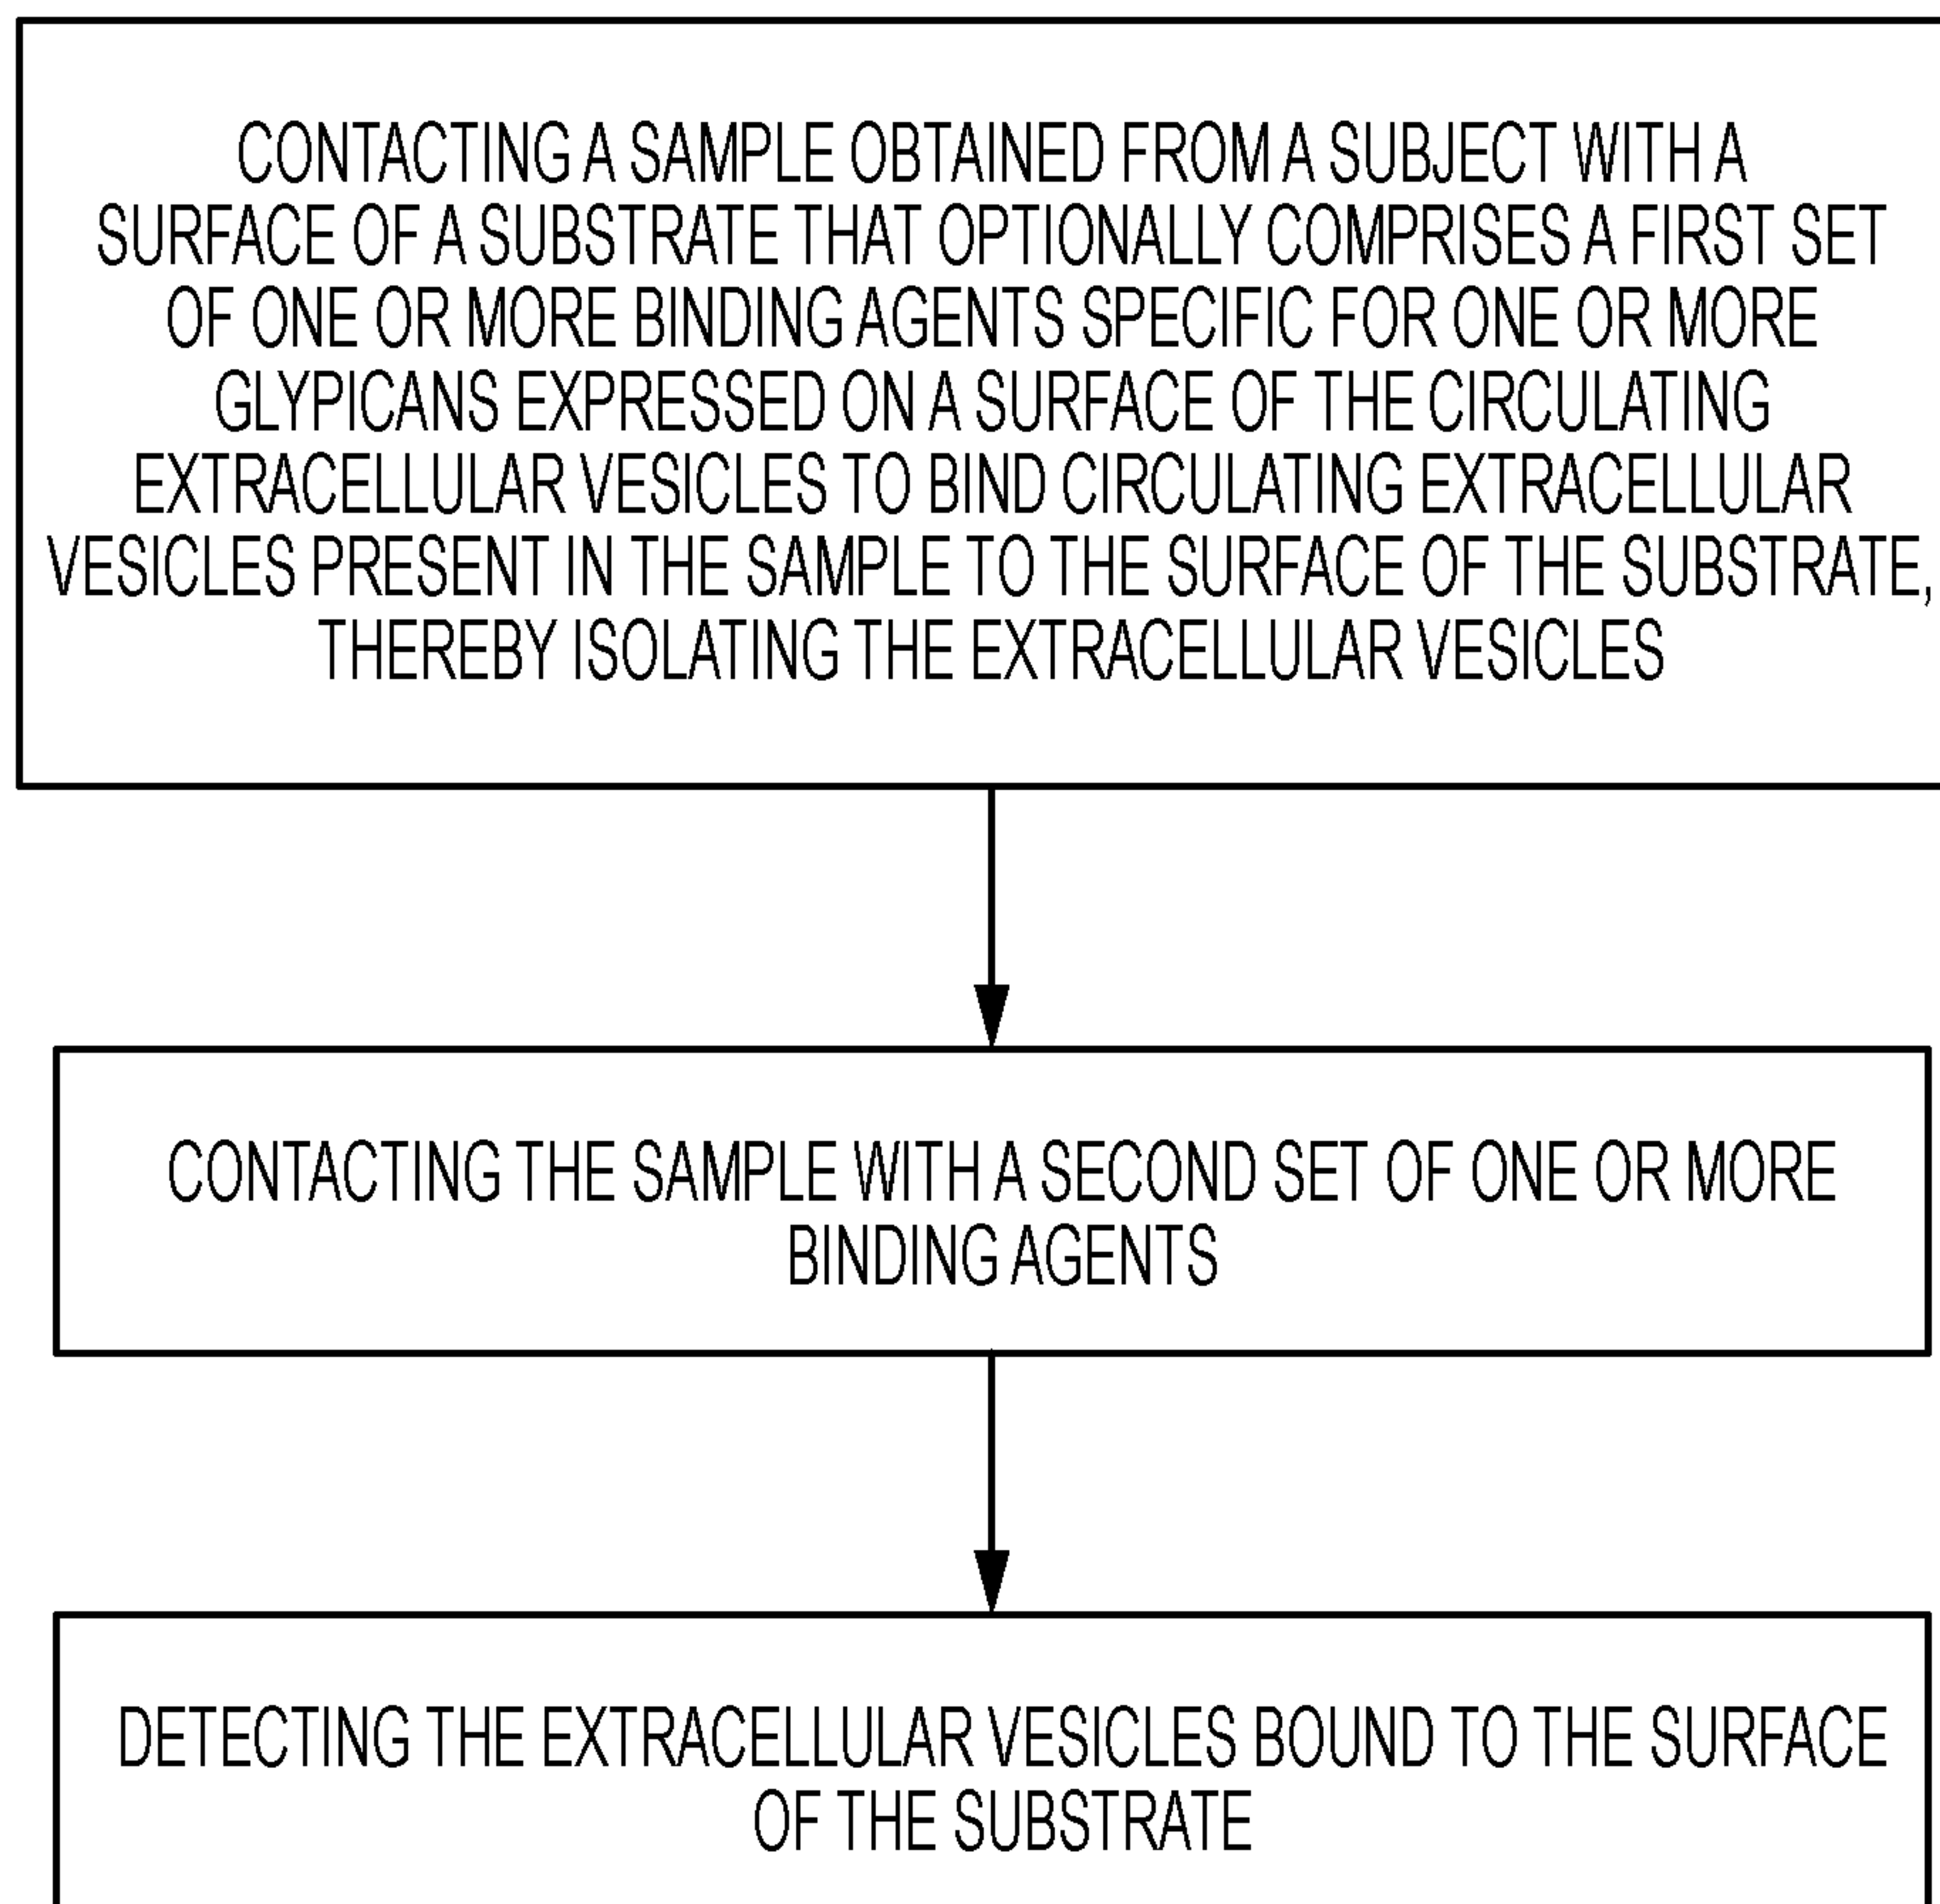 CONTACTING A SAMPLE OBTAINED FROM A SUBJECT WITH A
SURFACE OF A SUBSTRATE THAT OPTIONALLY COMPRISES A FIRST SET
OF ONE OR MORE BINDING AGENTS SPECIFIC FOR ONE OR MORE
GLYPICANS EXPRESSED ON A SURFACE OF THE CIRCULATING
EXTRACELLULAR VESICLES TO BIND CIRCULATING EXTRACELLULAR
VESICLES PRESENT IN THE SAMPLE TO THE SURFACE OF THE SUBSTRATE,
THEREBY ISOLATING THE EXTRACELLULAR VESICLES
CONTACTING THE SAMPLE WITH A SECOND SET OF ONE OR MORE
BINDING AGENTS
DETECTING THE EXTRACELLULAR VESICLES BOUND TO THE SURFACE
OF THE SUBSTRATE